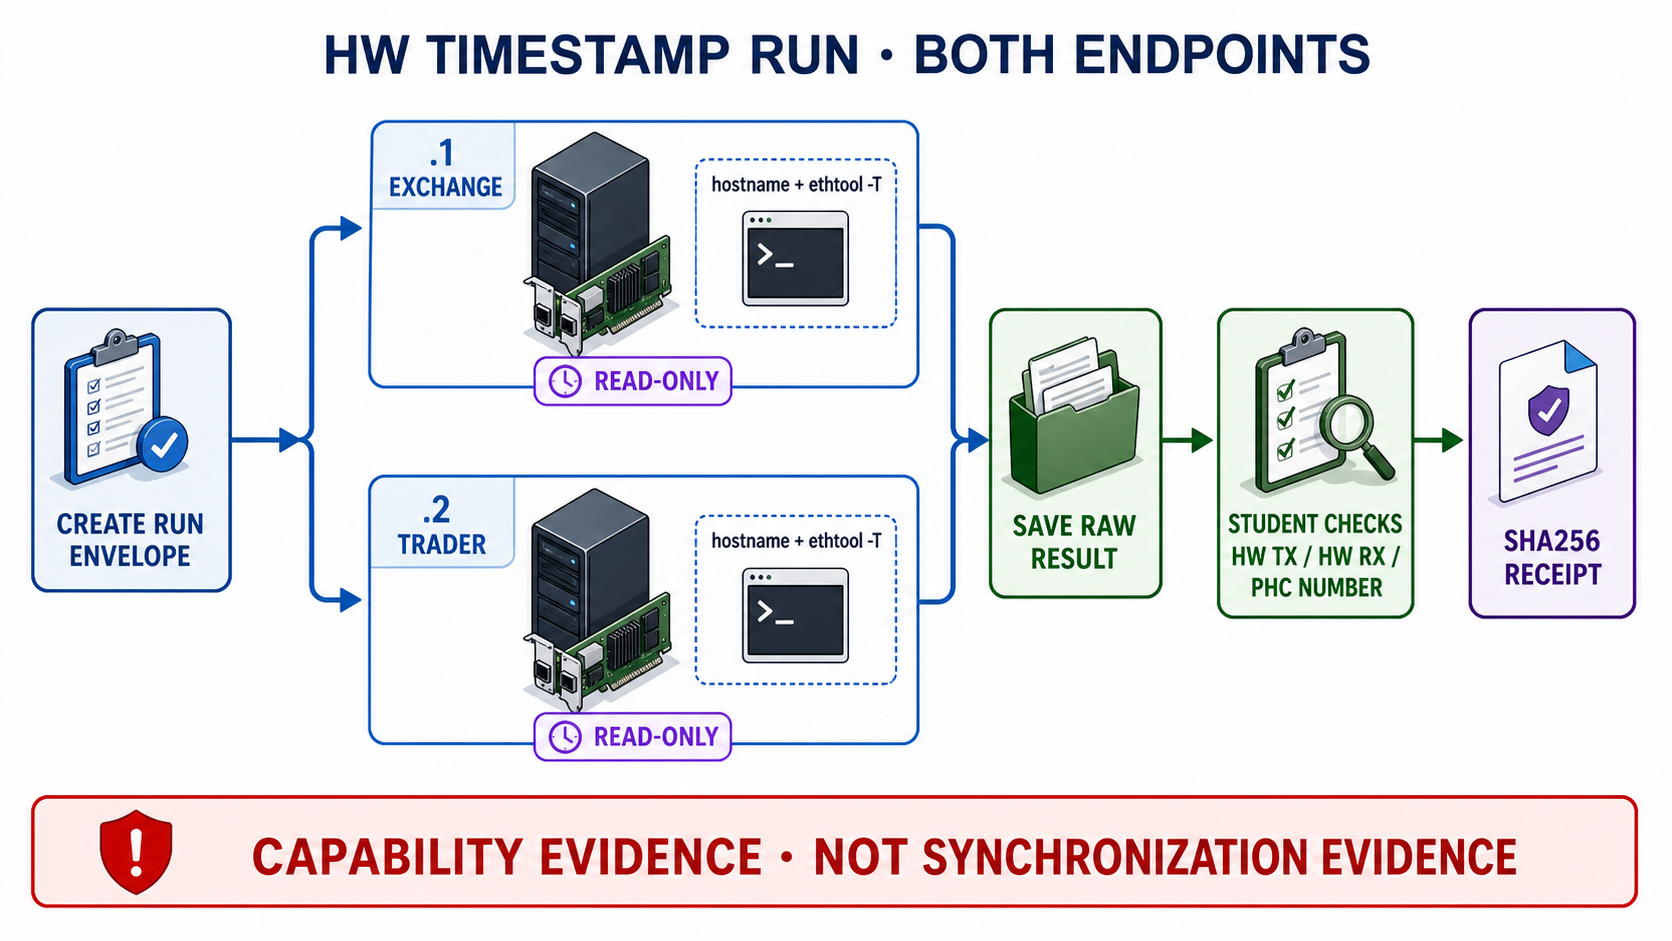 HW TIMESTAMP RUN • BOTH ENDPOINTS
.1
EXCHANGE
hostname + ethtool -T
>_
READ-ONLY
CREATE RUN
ENVELOPE
.2
TRADER
hostname + ethtool -T
>_
READ-ONLY
SAVE RAW
RESULT
STUDENT CHECKS
HW TX / HW RX /
PHC NUMBER
SHA256
RECEIPT
CAPABILITY EVIDENCE • NOT SYNCHRONIZATION EVIDENCE